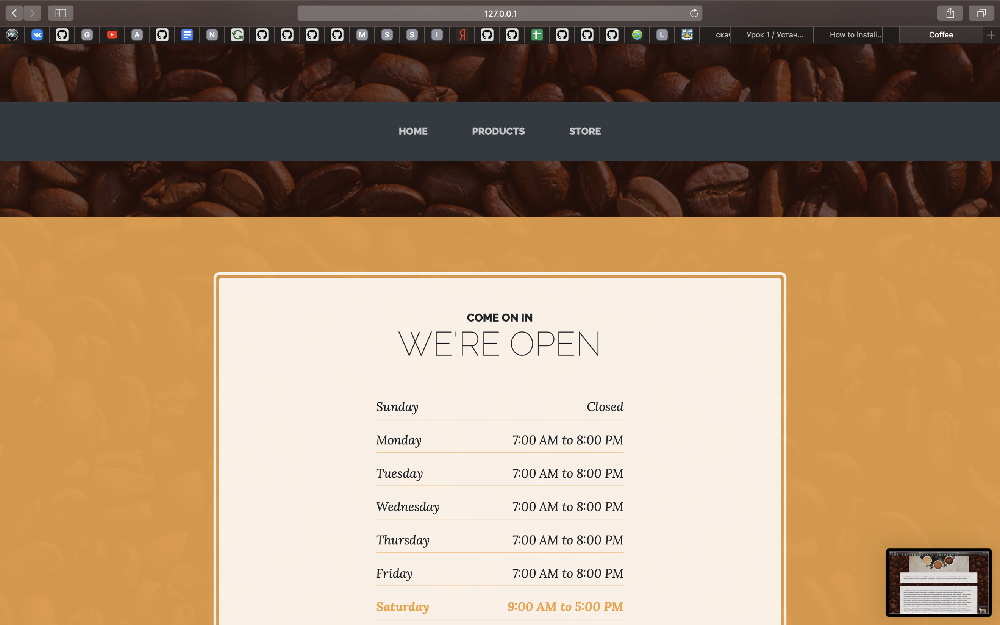 127.0.0.1
G A N M S S I Я L скач Урок 1 / Устан... How to install... Coffee
HOME PRODUCTS STORE
COME ON IN
WE'RE OPEN
Sunday Closed
Monday 7:00 AM to 8:00 PM
Tuesday 7:00 AM to 8:00 PM
Wednesday 7:00 AM to 8:00 PM
Thursday 7:00 AM to 8:00 PM
Friday 7:00 AM to 8:00 PM
Saturday 9:00 AM to 5:00 PM